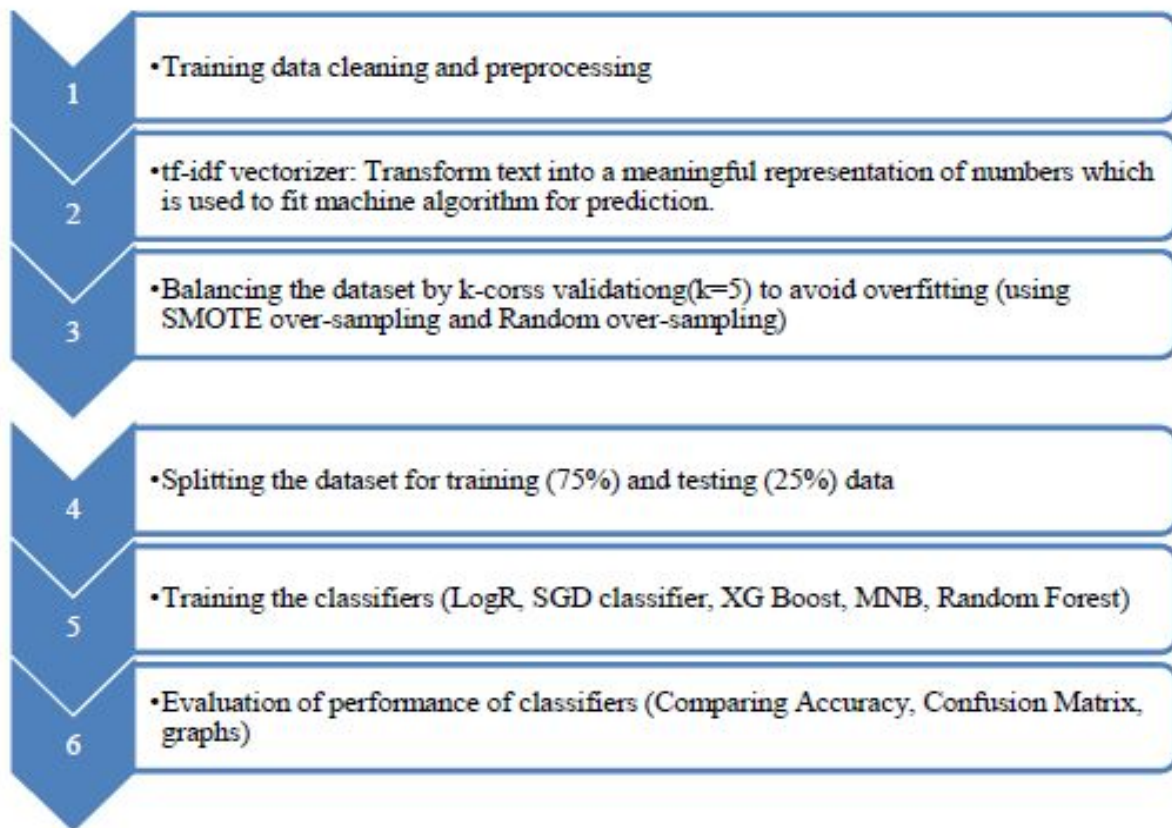 1
•Training data cleaning and preprocessing
2
•tf-idf vectorizer: Transform text into a meaningful representation of numbers which
is used to fit machine algorithm for prediction.
3
•Balancing the dataset by k-corss validationg(k=5) to avoid overfitting (using
SMOTE over-sampling and Random over-sampling)
4
•Splitting the dataset for training (75%) and testing (25%) data
5
•Training the classifiers (LogR, SGD classifier, XG Boost, MNB, Random Forest)
6
•Evaluation of performance of classifiers (Comparing Accuracy, Confusion Matrix,
graphs)